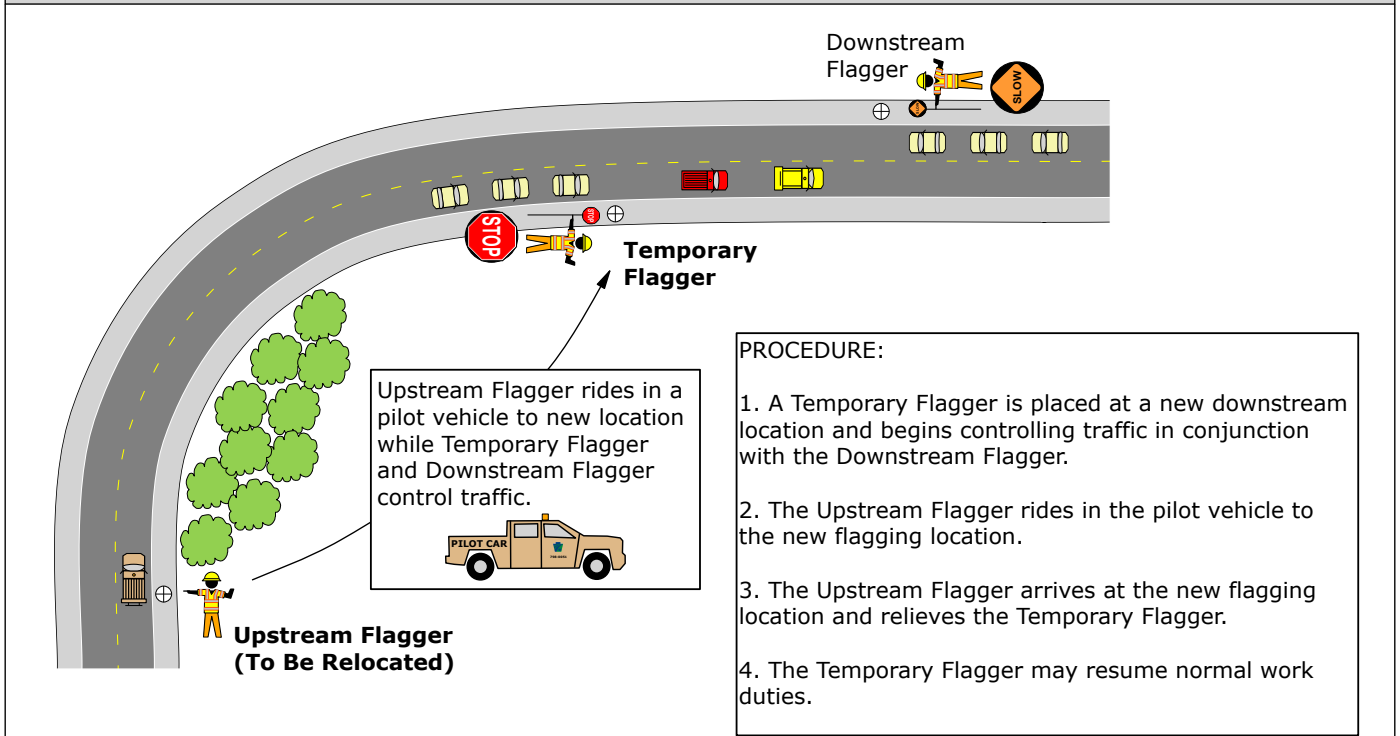 Downstream
Flagger
SLOW
SLOW
STOP
STOP
Temporary
Flagger
Upstream Flagger rides in a
pilot vehicle to new location
while Temporary Flagger
and Downstream Flagger
control traffic.
PILOT CAR
Upstream Flagger
(To Be Relocated)
PROCEDURE:
1. A Temporary Flagger is placed at a new downstream
location and begins controlling traffic in conjunction
with the Downstream Flagger.
2. The Upstream Flagger rides in the pilot vehicle to
the new flagging location.
3. The Upstream Flagger arrives at the new flagging
location and relieves the Temporary Flagger.
4. The Temporary Flagger may resume normal work
duties.